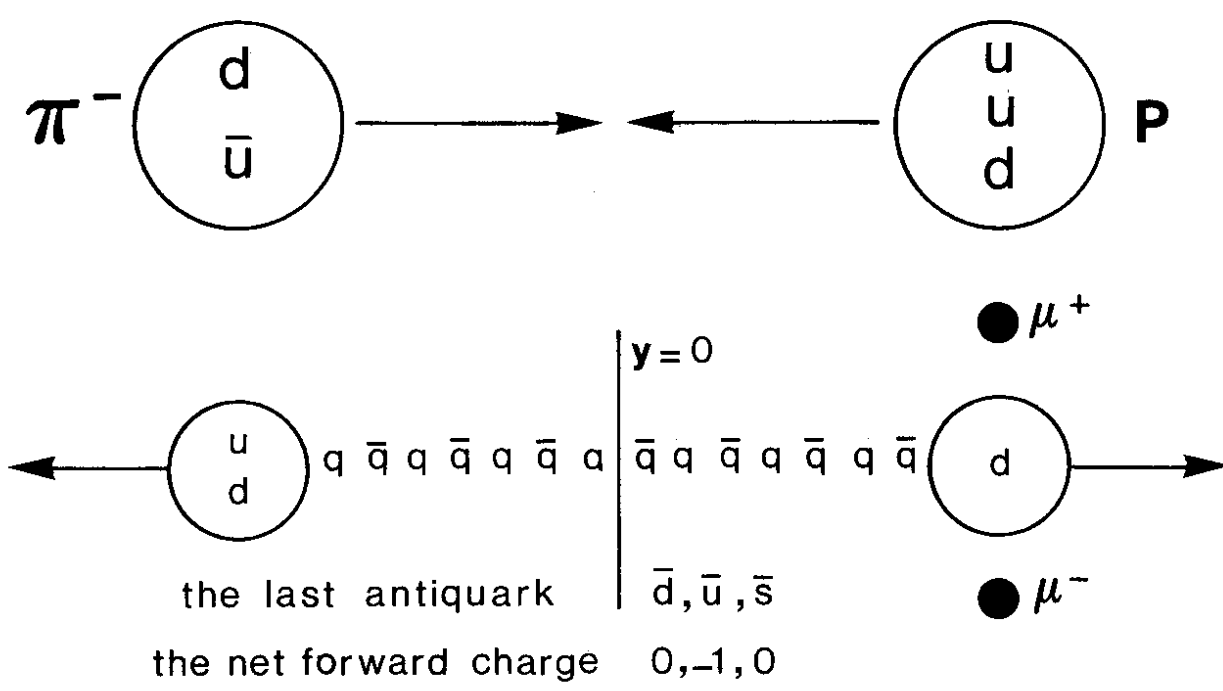 π⁻ d u u u d P
ū
μ⁺
y = 0
u d q q̄ q q̄ q q̄ q q̄ q q̄ q q̄ q q̄ d
the last antiquark d̄, ū, s̄
μ⁻
the net forward charge 0,-1,0